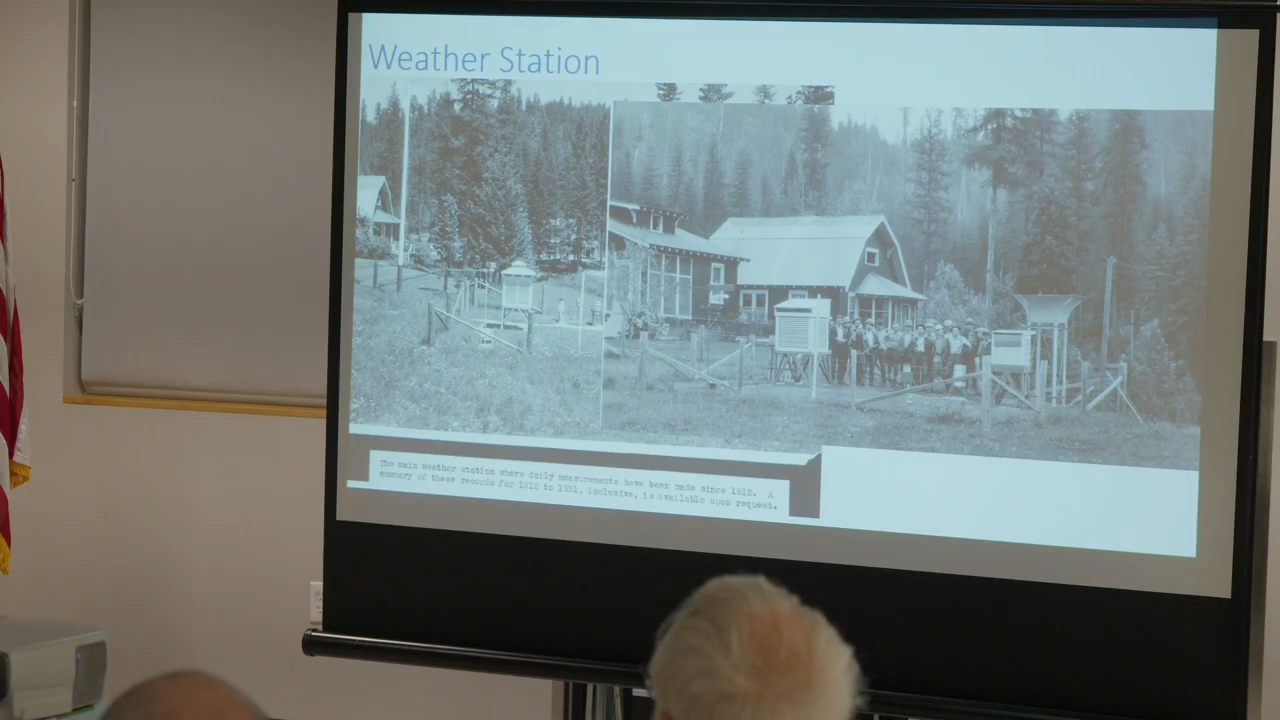 Weather Station
The main weather station where daily measurements have been made since 1912. A
summary of these records for 1912 to 1931, inclusive, is available upon request.